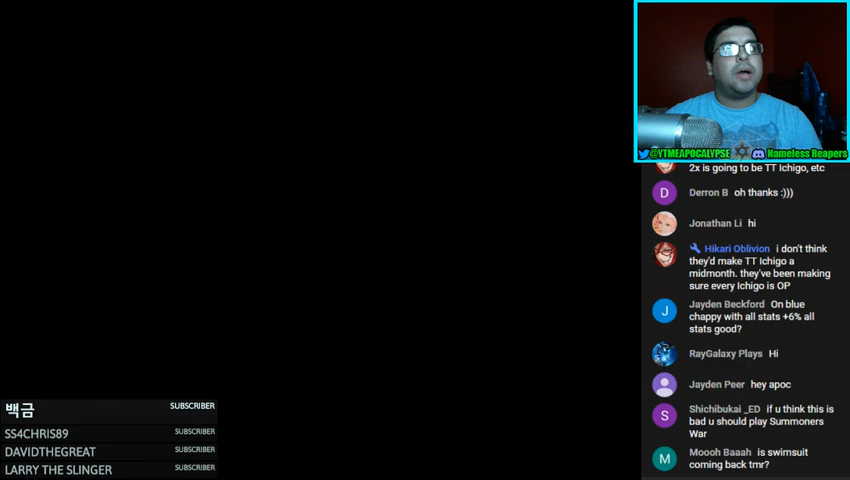 @YTMEAPOCALYPSE Nameless Reapers
2x is going to be TT Ichigo, etc
D Derron B oh thanks :)))
Jonathan Li hi
Hikari Oblivion i don't think
they'd make TT Ichigo a
midmonth. they've been making
sure every Ichigo is OP
J Jayden Beckford On blue
chappy with all stats +6% all
stats good?
RayGalaxy Plays Hi
Jayden Peer hey apoc
S Shichibukai _ED if u think this is
bad u should play Summoners
War
M Moooh Baaah is swimsuit
coming back tmr?
백금 SUBSCRIBER
SS4CHRIS89 SUBSCRIBER
DAVIDTHEGREAT SUBSCRIBER
LARRY THE SLINGER SUBSCRIBER